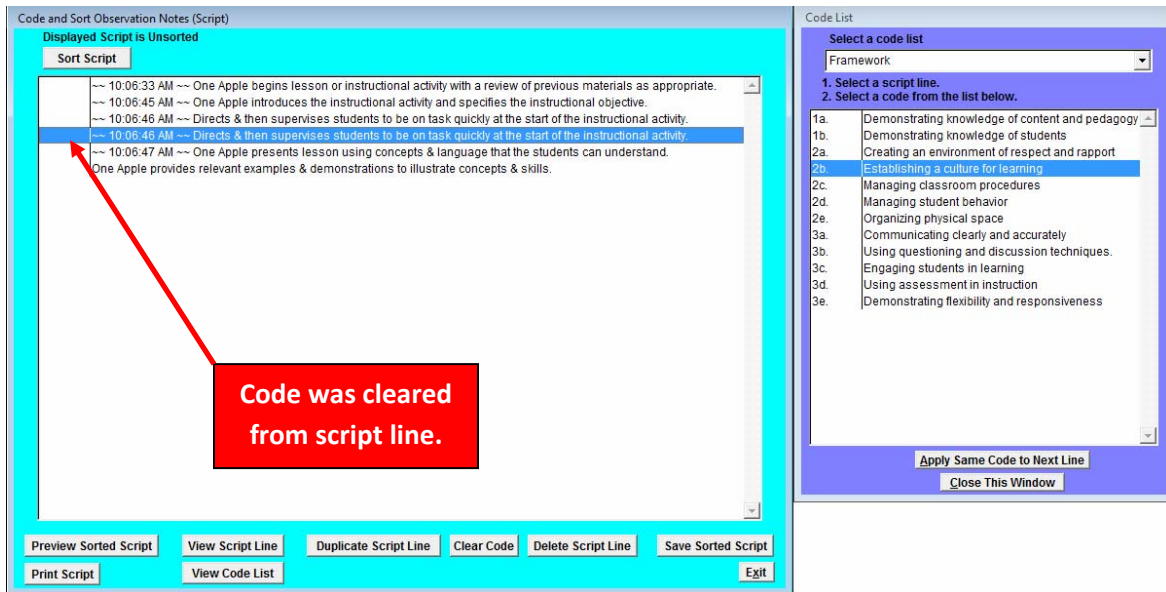 Code and Sort Observation Notes (Script)
Displayed Script is Unsorted
Sort Script
~~ 10:06:33 AM ~~ One Apple begins lesson or instructional activity with a review of previous materials as appropriate.
~~ 10:06:45 AM ~~ One Apple introduces the instructional activity and specifies the instructional objective.
~~ 10:06:46 AM ~~ Directs & then supervises students to be on task quickly at the start of the instructional activity.
~~ 10:06:46 AM ~~ Directs & then supervises students to be on task quickly at the start of the instructional activity.
~~ 10:06:47 AM ~~ One Apple presents lesson using concepts & language that the students can understand.
One Apple provides relevant examples & demonstrations to illustrate concepts & skills.
Code was cleared
from script line.
Preview Sorted Script
View Script Line
Duplicate Script Line
Clear Code
Delete Script Line
Save Sorted Script
Print Script
View Code List
Exit
Code List
Select a code list
Framework
1. Select a script line.
2. Select a code from the list below.
1a. Demonstrating knowledge of content and pedagogy
1b. Demonstrating knowledge of students
2a. Creating an environment of respect and rapport
2b. Establishing a culture for learning
2c. Managing classroom procedures
2d. Managing student behavior
2e. Organizing physical space
3a. Communicating clearly and accurately
3b. Using questioning and discussion techniques.
3c. Engaging students in learning
3d. Using assessment in instruction
3e. Demonstrating flexibility and responsiveness
Apply Same Code to Next Line
Close This Window